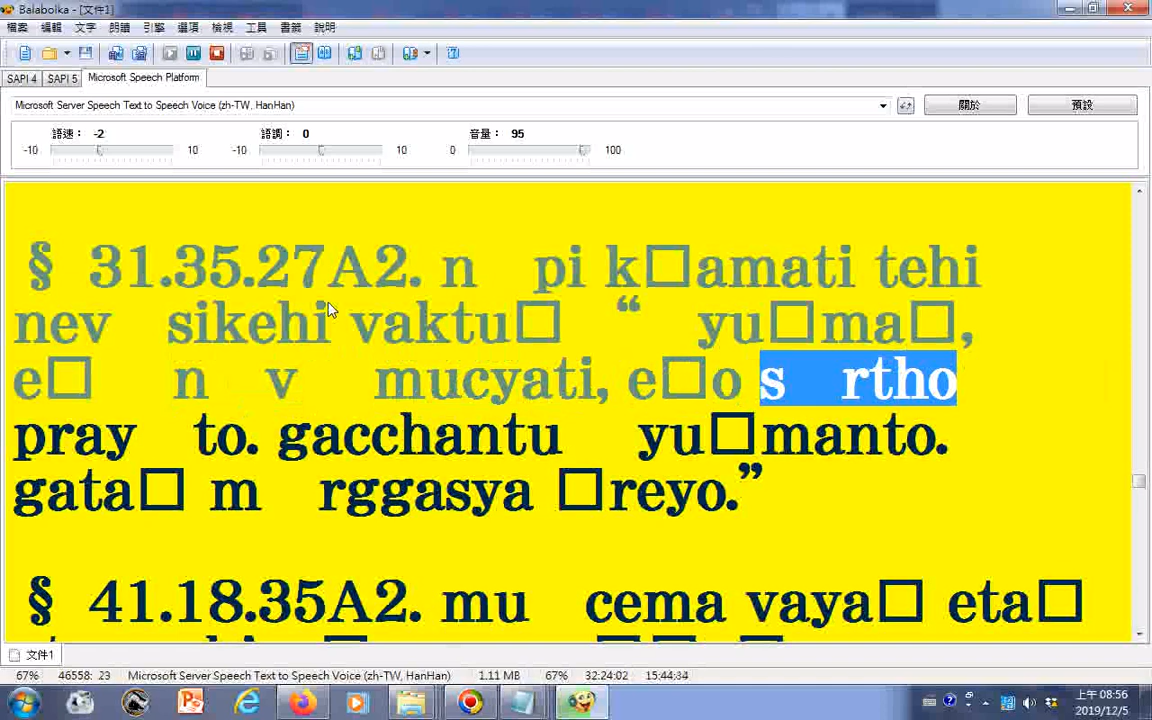 Balabolka - [文件1]
檔案 編輯 文字 朗讀 引擎 選項 檢視 工具 書籤 說明
SAPI 4 SAPI 5 Microsoft Speech Platform
Microsoft Server Speech Text to Speech Voice (zh-TW, HanHan) 關於 預設
語速： -2 語調： 0 音量： 95
-10 10 -10 10 0 100
§ 31.35.27A2. n pi k□amati tehi
nev sikehi vaktu□ “ yu□ma□,
e□ n v mucyati, e□o s rtho
pray to. gacchantu yu□manto.
gata□ m rggasya □reyo.”
§ 41.18.35A2. mu cema vaya□ eta□
文件1
67% 46558: 23 Microsoft Server Speech Text to Speech Voice (zh-TW, HanHan) 1.11 MB 67% 32:24:02 15:44:34
上午 08:56
2019/12/5